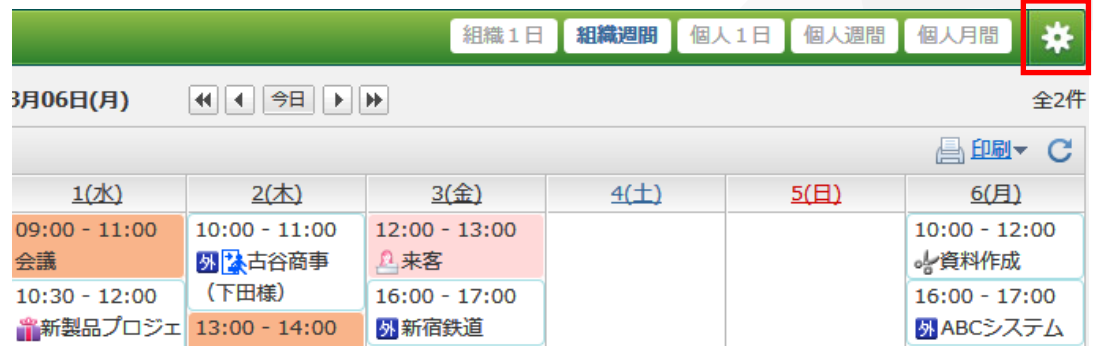 組織1日 組織週間 個人1日 個人週間 個人月間
3月06日(月) 今日 全2件
印刷
1(水) 2(木) 3(金) 4(土) 5(日) 6(月)
09:00 - 11:00
会議
10:30 - 12:00
新製品プロジェ
10:00 - 11:00
外 古谷商事
（下田様）
13:00 - 14:00
12:00 - 13:00
来客
16:00 - 17:00
外 新宿鉄道
10:00 - 12:00
資料作成
16:00 - 17:00
外 ABCシステム